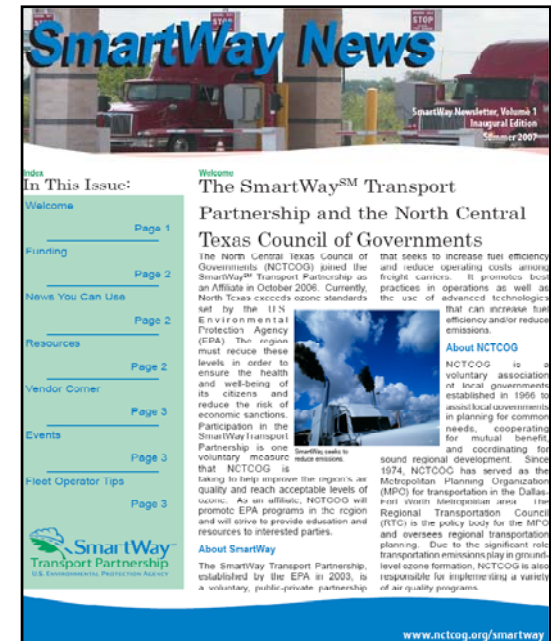 STOP
STOP
SmartWay News
SmartWay Newsletter, Volume 1
Inaugural Edition
Summer 2007
Index
In This Issue:
Welcome
Page 1
Funding
Page 2
News You Can Use
Page 2
Resources
Page 2
Vendor Corner
Page 3
Events
Page 3
Fleet Operator Tips
Page 3
SmartWay
Transport Partnership
U.S. ENVIRONMENTAL PROTECTION AGENCY
Welcome
The SmartWay℠ Transport
Partnership and the North Central
Texas Council of Governments
The North Central Texas Council of
Governments (NCTCOG) joined the
SmartWay℠ Transport Partnership as
an Affiliate in October 2006. Currently,
North Texas exceeds ozone standards
set by the U.S.
Environmental
Protection Agency
(EPA). The region
must reduce these
levels in order to
ensure the health
and well-being of
its citizens and
reduce the risk of
economic sanctions.
Participation in the
SmartWay Transport
Partnership is one
voluntary measure
that NCTCOG is
taking to help improve the region's air
quality and reach acceptable levels of
ozone. As an affiliate, NCTCOG will
promote EPA programs in the region
and will strive to provide education and
resources to interested parties.
SmartWay seeks to
reduce emissions.
About SmartWay
The SmartWay Transport Partnership,
established by the EPA in 2003, is
a voluntary, public-private partnership
that seeks to increase fuel efficiency
and reduce operating costs among
freight carriers. It promotes best
practices in operations as well as
the use of advanced technologies
that can increase fuel
efficiency and/or reduce
emissions.
About NCTCOG
NCTCOG is a
voluntary association
of local governments
established in 1966 to
assist local governments
in planning for common
needs, cooperating
for mutual benefit,
and coordinating for
sound regional development. Since
1974, NCTCOG has served as the
Metropolitan Planning Organization
(MPO) for transportation in the Dallas-
Fort Worth Metropolitan area. The
Regional Transportation Council
(RTC) is the policy body for the MPO
and oversees regional transportation
planning. Due to the significant role
transportation emissions play in ground-
level ozone formation, NCTCOG is also
responsible for implementing a variety
of air quality programs.
www.nctcog.org/smartway